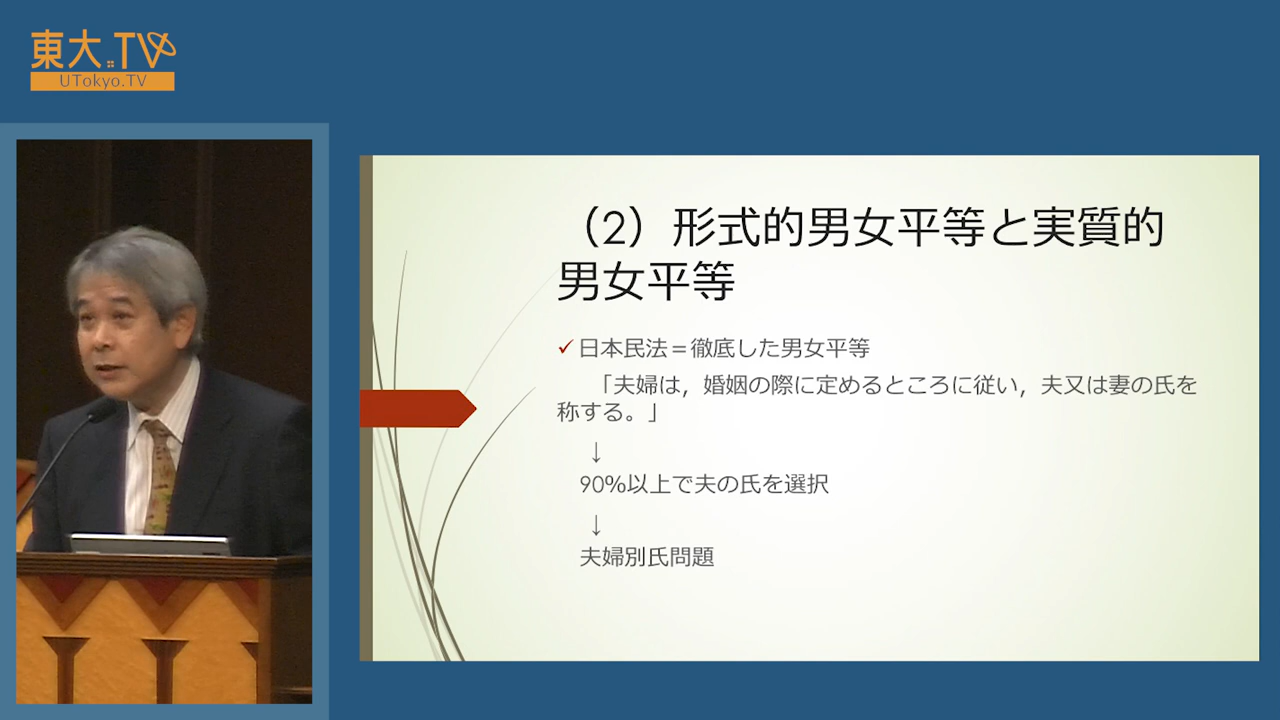 東大.TV
UTokyo.TV
（2）形式的男女平等と実質的
男女平等
✓日本民法＝徹底した男女平等
「夫婦は，婚姻の際に定めるところに従い，夫又は妻の氏を
称する。」
↓
90%以上で夫の氏を選択
↓
夫婦別氏問題